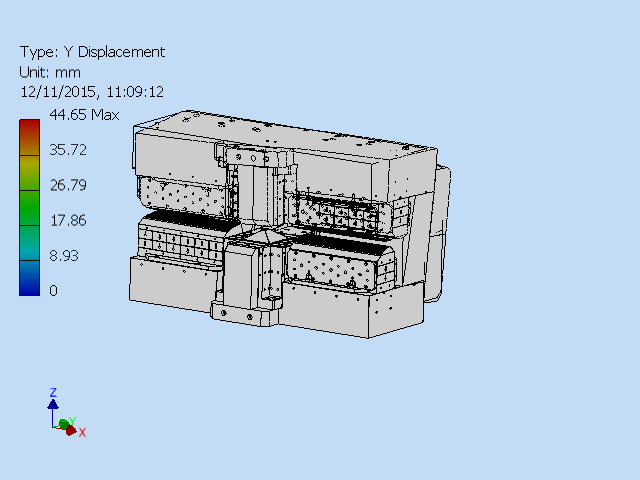 Type: Y Displacement
Unit: mm
12/11/2015, 11:09:12
44.65 Max
35.72
26.79
17.86
8.93
0
Z
Y
X